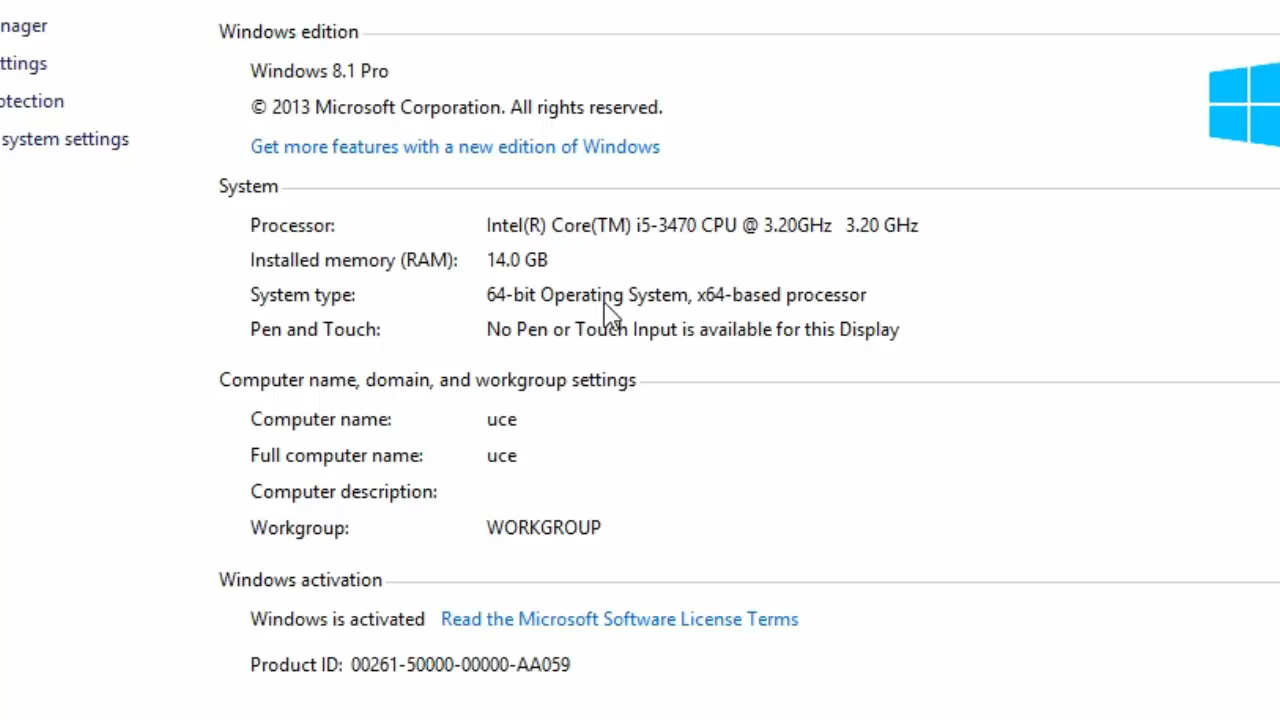 nager
ttings
otection
system settings
Windows edition
Windows 8.1 Pro
© 2013 Microsoft Corporation. All rights reserved.
Get more features with a new edition of Windows
System
Processor: Intel(R) Core(TM) i5-3470 CPU @ 3.20GHz 3.20 GHz
Installed memory (RAM): 14.0 GB
System type: 64-bit Operating System, x64-based processor
Pen and Touch: No Pen or Touch Input is available for this Display
Computer name, domain, and workgroup settings
Computer name: uce
Full computer name: uce
Computer description:
Workgroup: WORKGROUP
Windows activation
Windows is activated Read the Microsoft Software License Terms
Product ID: 00261-50000-00000-AA059